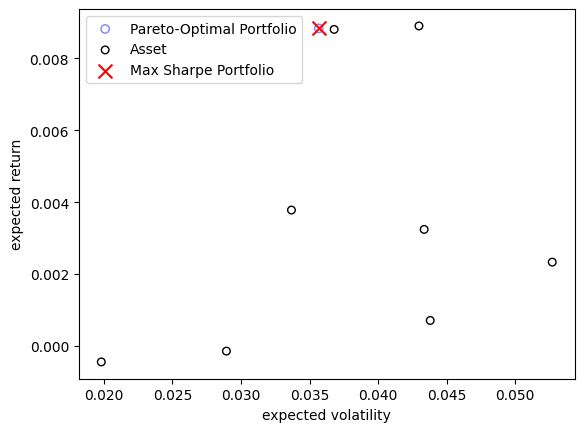 Pareto-Optimal Portfolio
Asset
Max Sharpe Portfolio
0.008
0.006
0.004
0.002
0.000
expected return
0.020 0.025 0.030 0.035 0.040 0.045 0.050
expected volatility